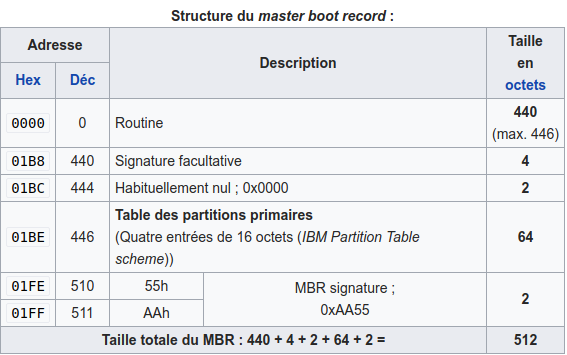 Structure du master boot record :
Adresse
Description
Taille
en
octets
Hex Déc
0000 0 Routine 440
(max. 446)
01B8 440 Signature facultative 4
01BC 444 Habituellement nul ; 0x0000 2
01BE 446 Table des partitions primaires
(Quatre entrées de 16 octets (IBM Partition Table
scheme)) 64
01FE 510 55h MBR signature ;
0xAA55 2
01FF 511 AAh
Taille totale du MBR : 440 + 4 + 2 + 64 + 2 = 512